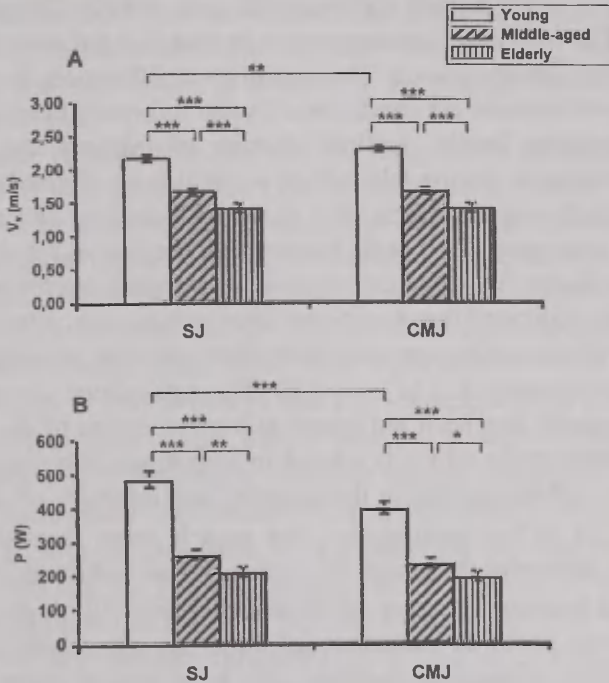 Young
Middle-aged
Elderly
A
**
***
***
*** ***
*** ***
3,00
2,50
2,00
1,50
1,00
0,50
0,00
Vv (m/s)
SJ
CMJ
B
***
***
***
*** **
*** *
600
500
400
300
200
100
0
P (W)
SJ
CMJ